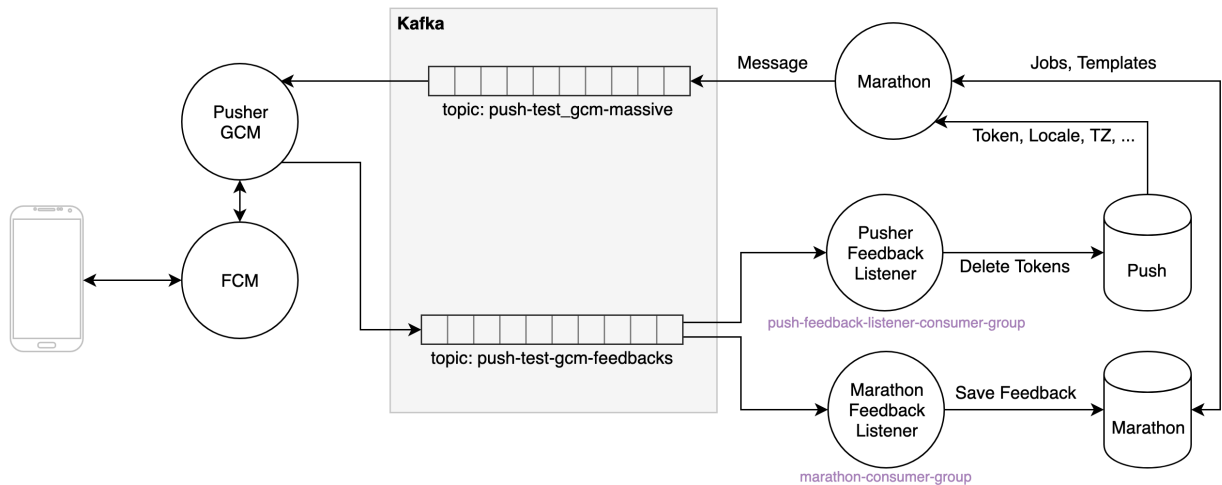 Kafka
Message
Jobs, Templates
Marathon
Pusher
GCM
topic: push-test_gcm-massive
Token, Locale, TZ, ...
Pusher
Feedback
Listener
Delete Tokens
Push
FCM
push-feedback-listener-consumer-group
topic: push-test-gcm-feedbacks
Marathon
Feedback
Listener
Save Feedback
Marathon
marathon-consumer-group